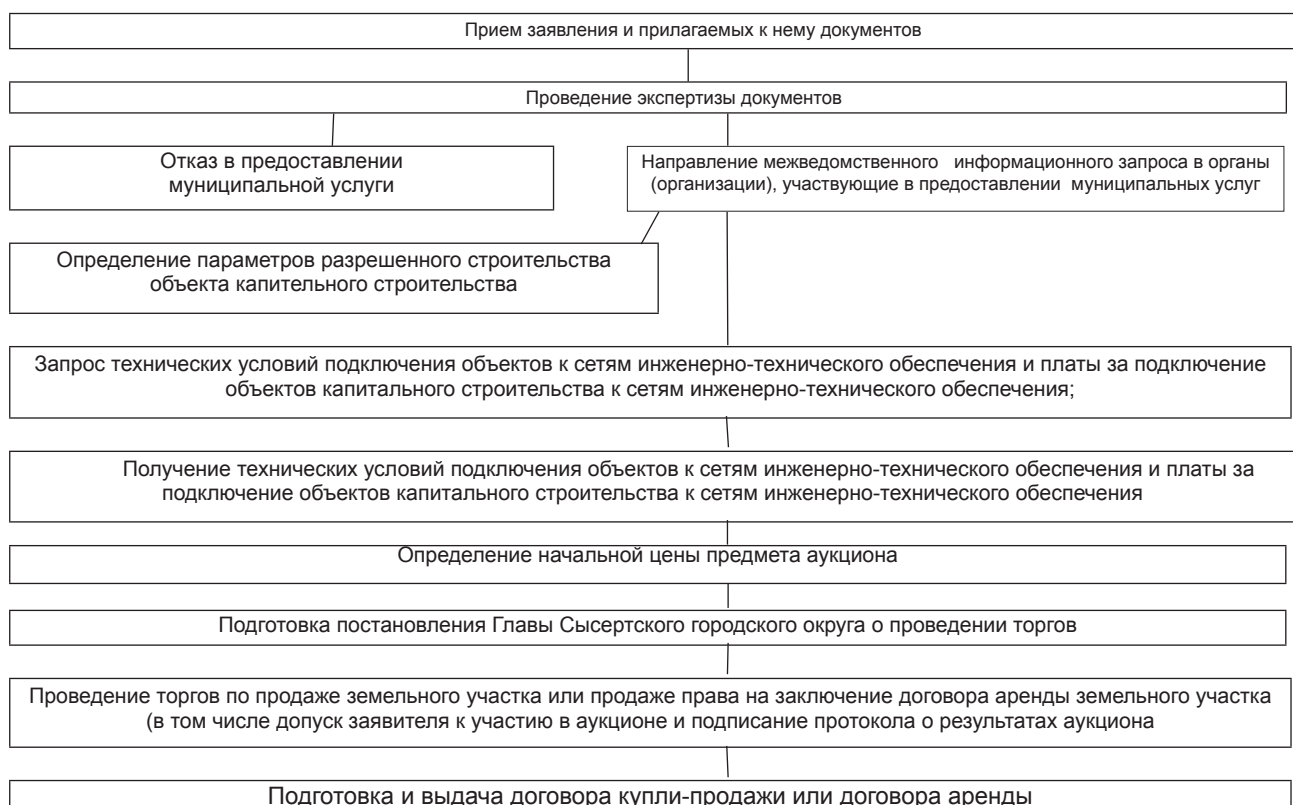 Прием заявления и прилагаемых к нему документов
Проведение экспертизы документов
Отказ в предоставлении
муниципальной услуги
Направление межведомственного информационного запроса в органы
(организации), участвующие в предоставлении муниципальных услуг
Определение параметров разрешенного строительства
объекта капительного строительства
Запрос технических условий подключения объектов к сетям инженерно-технического обеспечения и платы за подключение
объектов капитального строительства к сетям инженерно-технического обеспечения;
Получение технических условий подключения объектов к сетям инженерно-технического обеспечения и платы за
подключение объектов капитального строительства к сетям инженерно-технического обеспечения
Определение начальной цены предмета аукциона
Подготовка постановления Главы Сысертского городского округа о проведении торгов
Проведение торгов по продаже земельного участка или продаже права на заключение договора аренды земельного участка
(в том числе допуск заявителя к участию в аукционе и подписание протокола о результатах аукциона
Подготовка и выдача договора купли-продажи или договора аренды